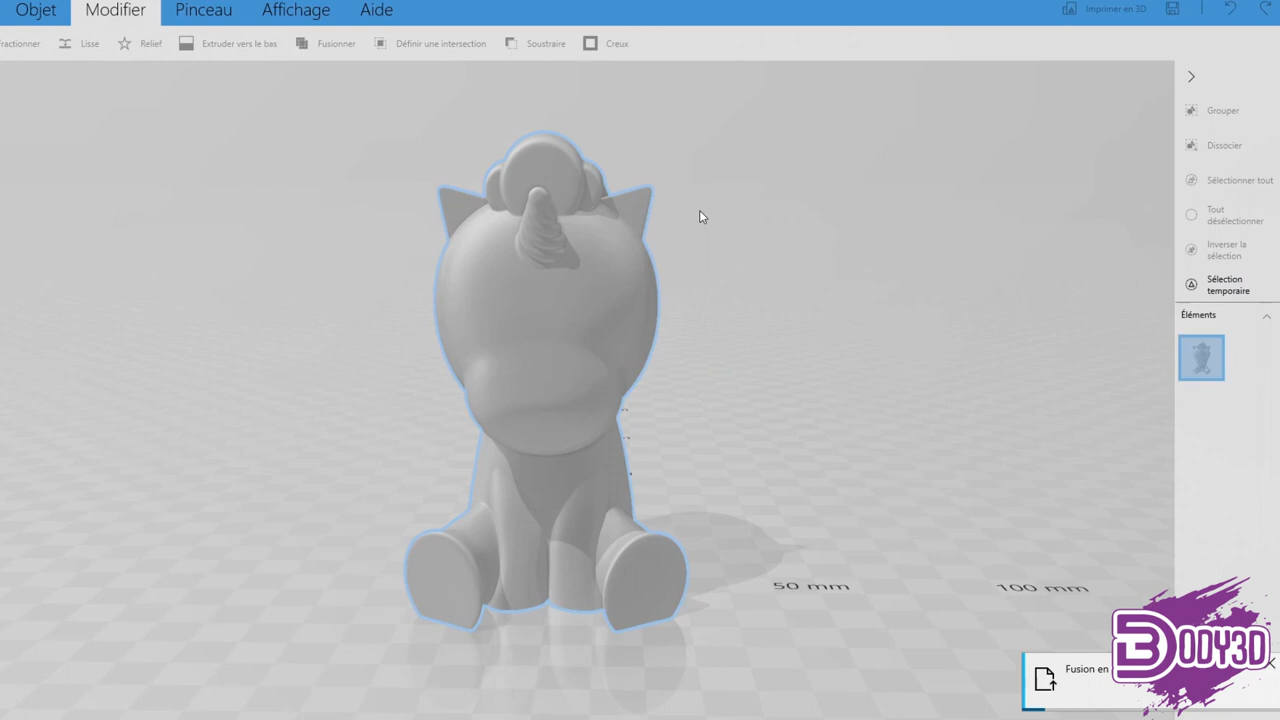 Objet Modifier Pinceau Affichage Aide Imprimer en 3D
Fractionner Lisse Relief Extruder vers le bas Fusionner Définir une intersection Soustraire Creux
Grouper
Dissocier
Sélectionner tout
Tout
désélectionner
Inverser la
sélection
Sélection
temporaire
Éléments
50 mm 100 mm
Fusion en
BODY3D